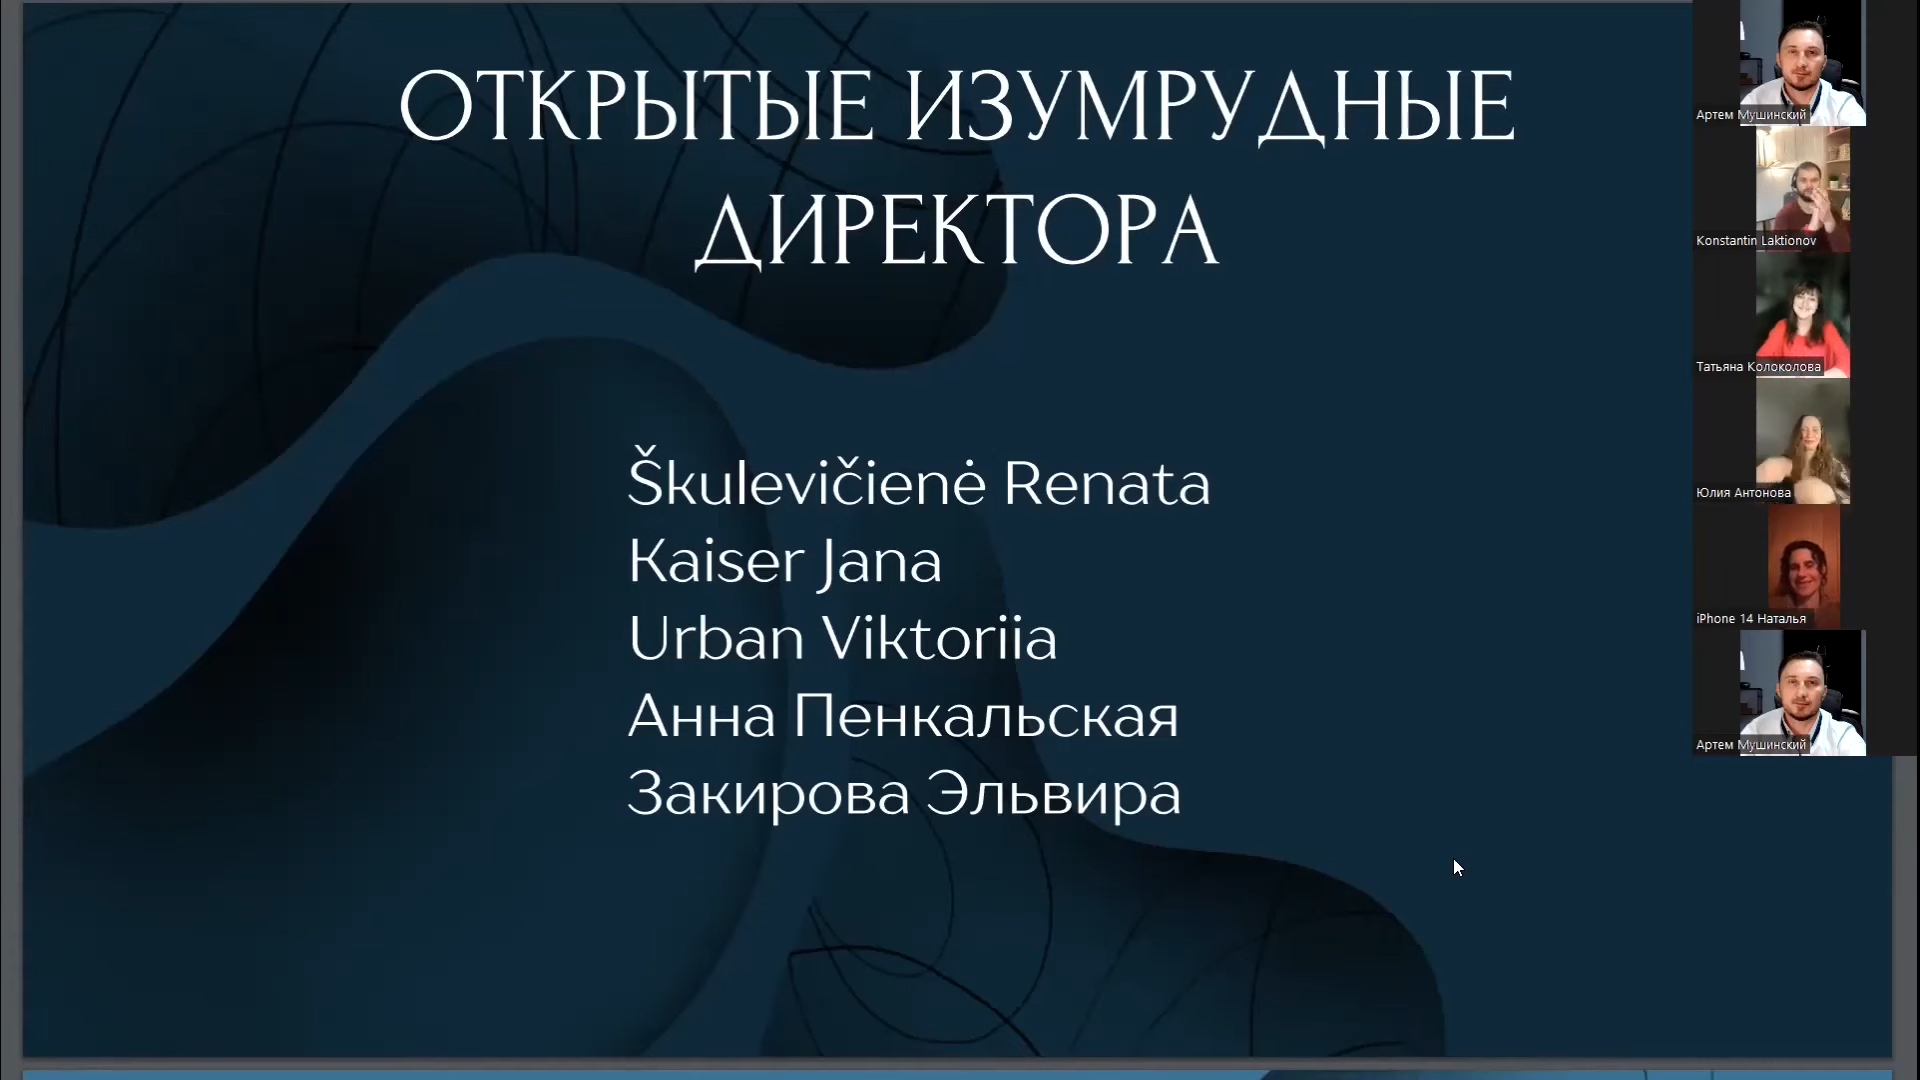 ОТКРЫТЫЕ ИЗУМРУДНЫЕ
ДИРЕКТОРА
Škulevičienė Renata
Kaiser Jana
Urban Viktoriia
Анна Пенкальская
Закирова Эльвира
Артем Мушинский
Konstantin Laktionov
Татьяна Колоколова
Юлия Антонова
iPhone 14 Наталья
Артем Мушинский